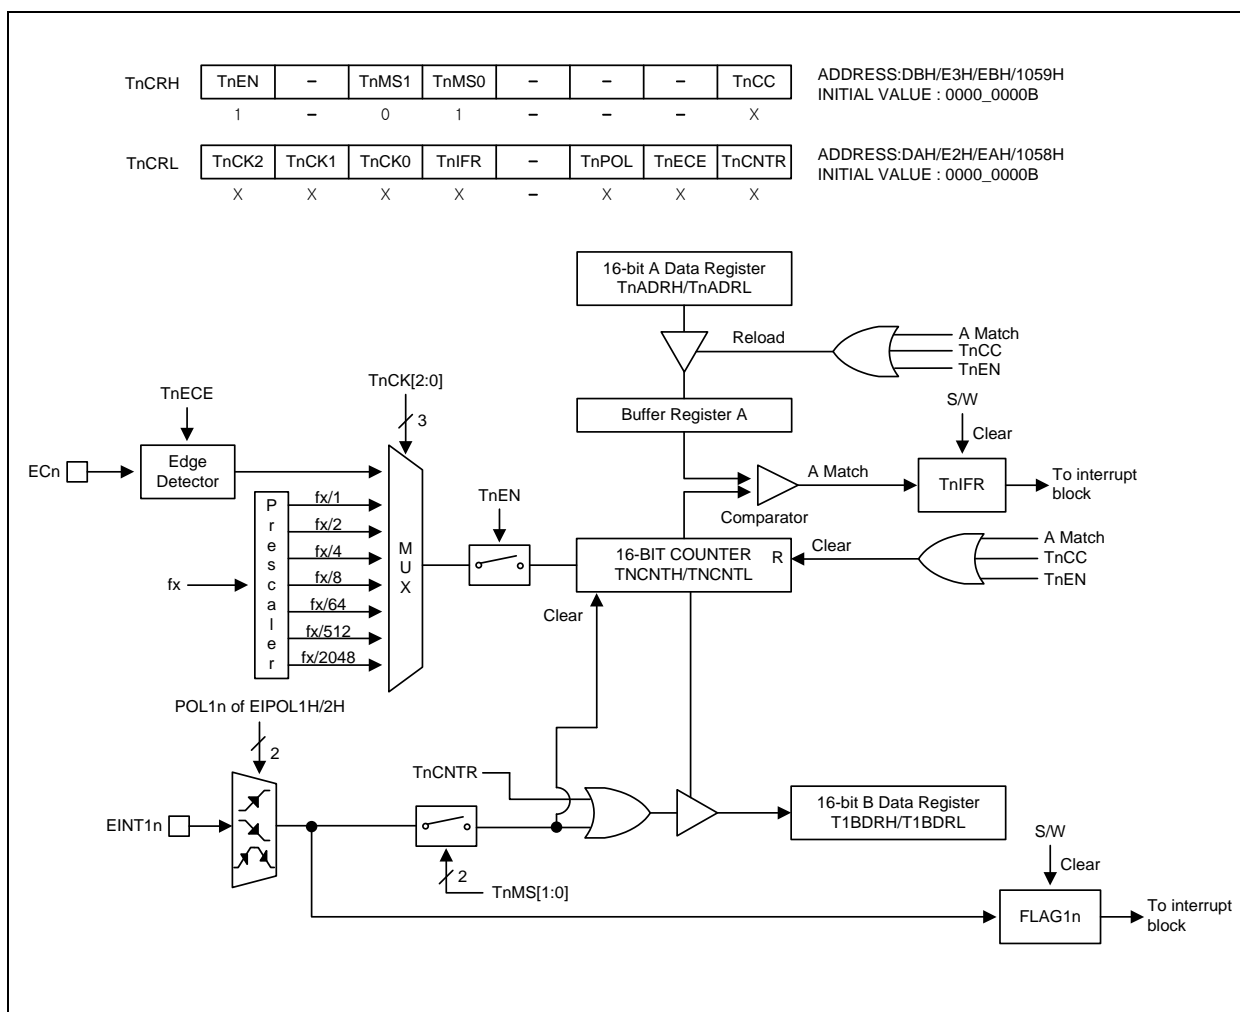 TnCRH
TnEN - TnMS1 TnMS0 - - - TnCC
ADDRESS:DBH/E3H/EBH/1059H
INITIAL VALUE : 0000_0000B
1 - 0 1 - - - X
TnCRL
TnCK2 TnCK1 TnCK0 TnIFR - TnPOL TnECE TnCNTR
ADDRESS:DAH/E2H/EAH/1058H
INITIAL VALUE : 0000_0000B
X X X X - X X X
16-bit A Data Register
TnADRH/TnADRL
Reload
A Match
TnCC
TnEN
Buffer Register A
TnCK[2:0]
3
TnECE
ECn
Edge
Detector
S/W
Clear
A Match
Comparator
TnIFR
To interrupt
block
Prescaler
fx
fx/1
fx/2
fx/4
fx/8
fx/64
fx/512
fx/2048
MUX
TnEN
16-BIT COUNTER
TNCNTH/TNCNTL
R
Clear
A Match
TnCC
TnEN
Clear
POL1n of EIPOL1H/2H
2
EINT1n
TnCNTR
2
TnMS[1:0]
16-bit B Data Register
T1BDRH/T1BDRL
S/W
Clear
FLAG1n
To interrupt
block